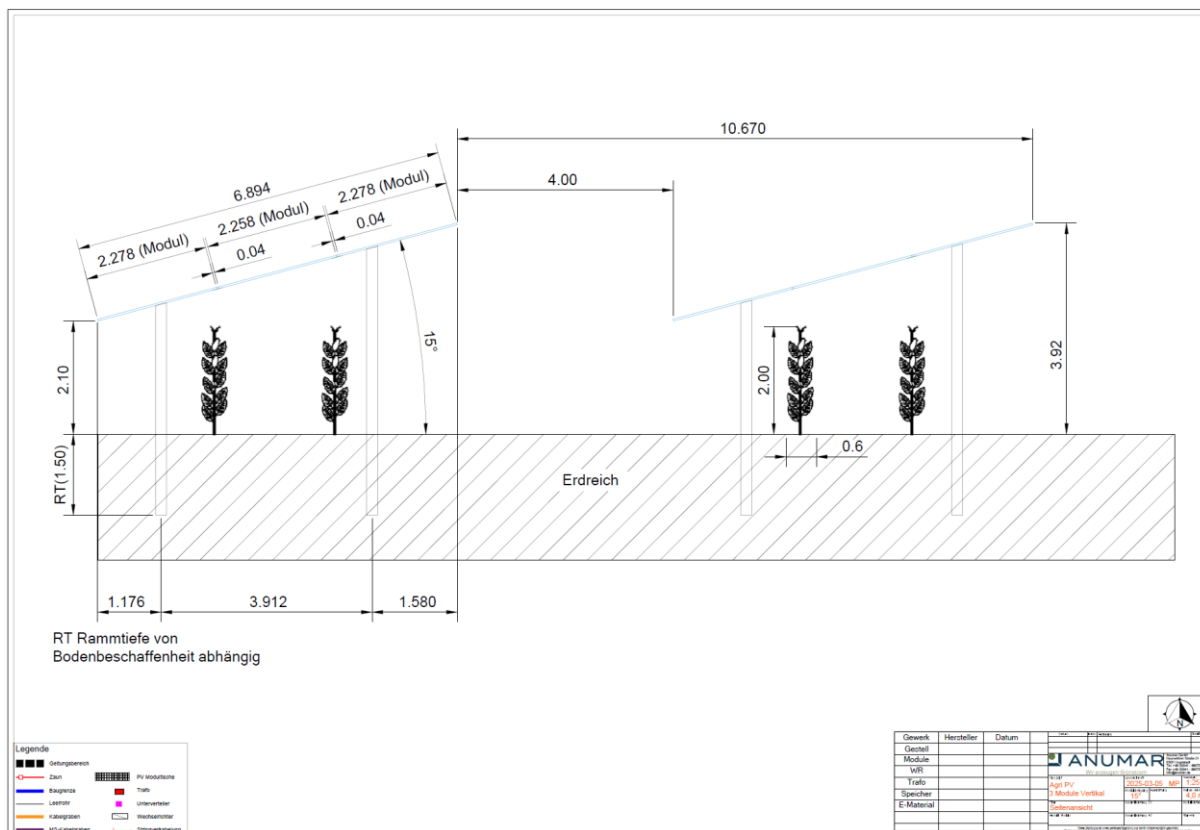 10.670
4.00
6.894
2.278 (Modul)
2.258 (Modul)
2.278 (Modul)
0.04
0.04
15°
2.10
2.00
3.92
0.6
RT(1.50)
Erdreich
1.176
3.912
1.580
RT Rammtiefe von
Bodenbeschaffenheit abhängig
N
Legende
Geltungsbereich
Zaun
PV Modultische
Baugrenze
Trafo
Leerrohr
Unterverteiler
Kabelgraben
Wechselrichter
MS-Kabelgraben
Gewerk Hersteller Datum
Gestell
Module
WR
Trafo
Speicher
E-Material
ANUMAR
Agri PV
3 Module Vertikal
2025-03-05 MP
15°
Seitenansicht